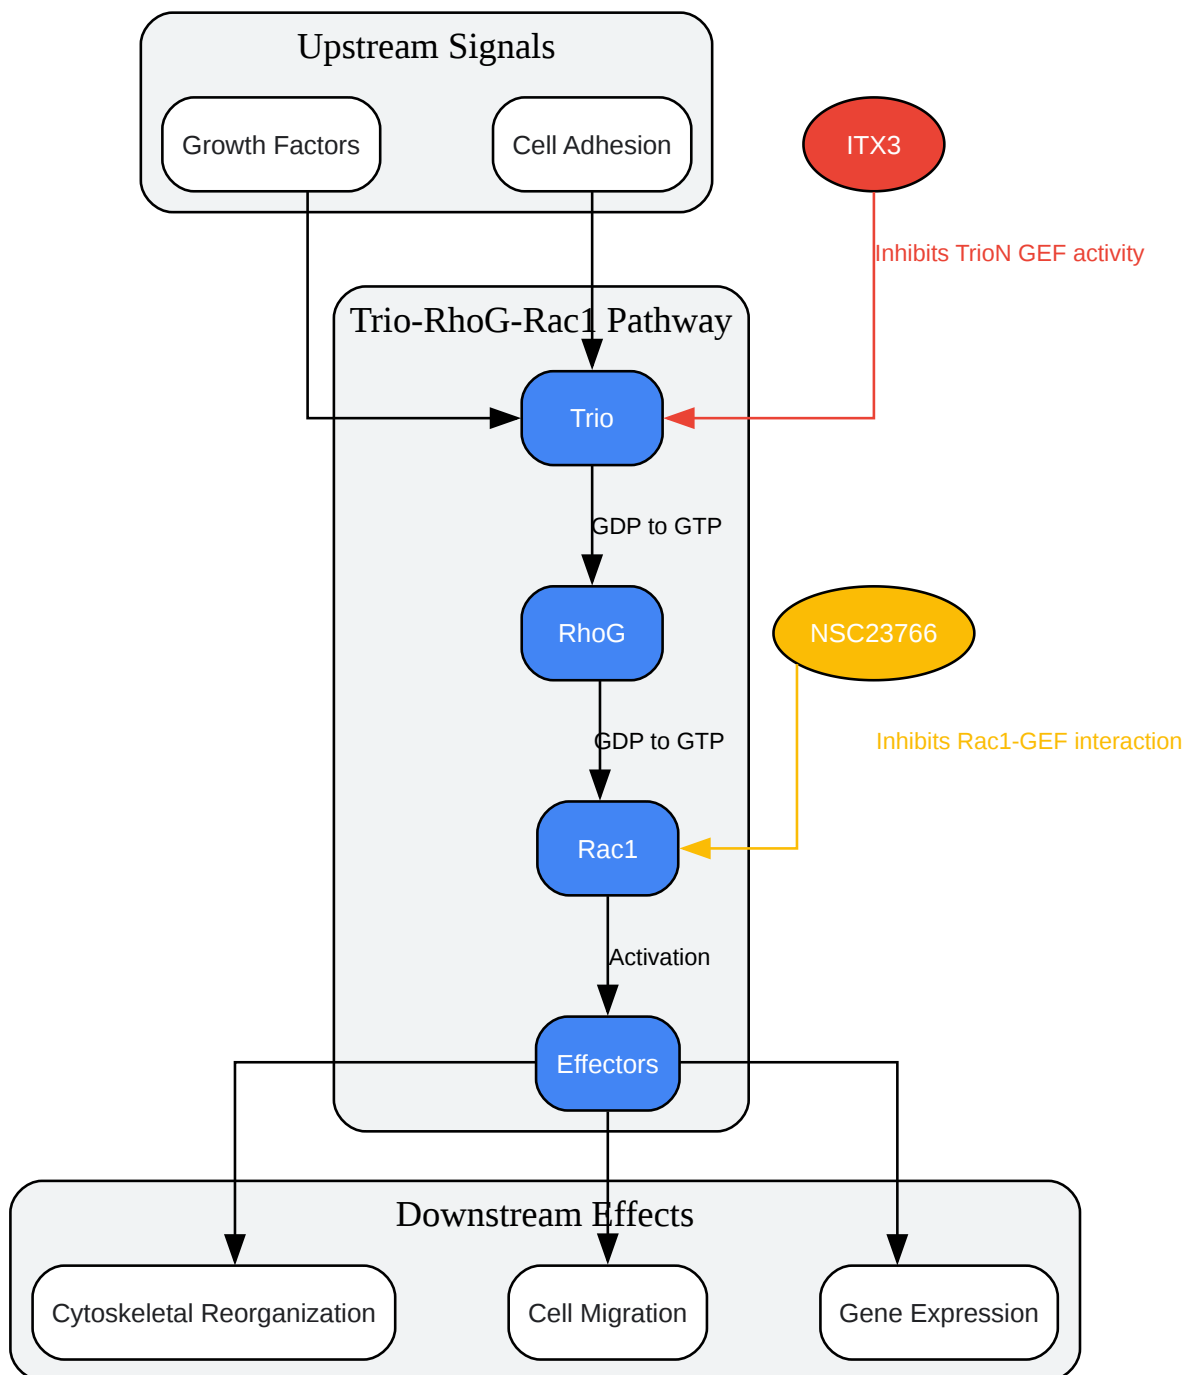 Upstream Signals
Growth Factors
Cell Adhesion
ITX3
Inhibits TrioN GEF activity
Trio-RhoG-Rac1 Pathway
Trio
GDP to GTP
RhoG
NSC23766
GDP to GTP
Inhibits Rac1-GEF interaction
Rac1
Activation
Effectors
Downstream Effects
Cytoskeletal Reorganization
Cell Migration
Gene Expression